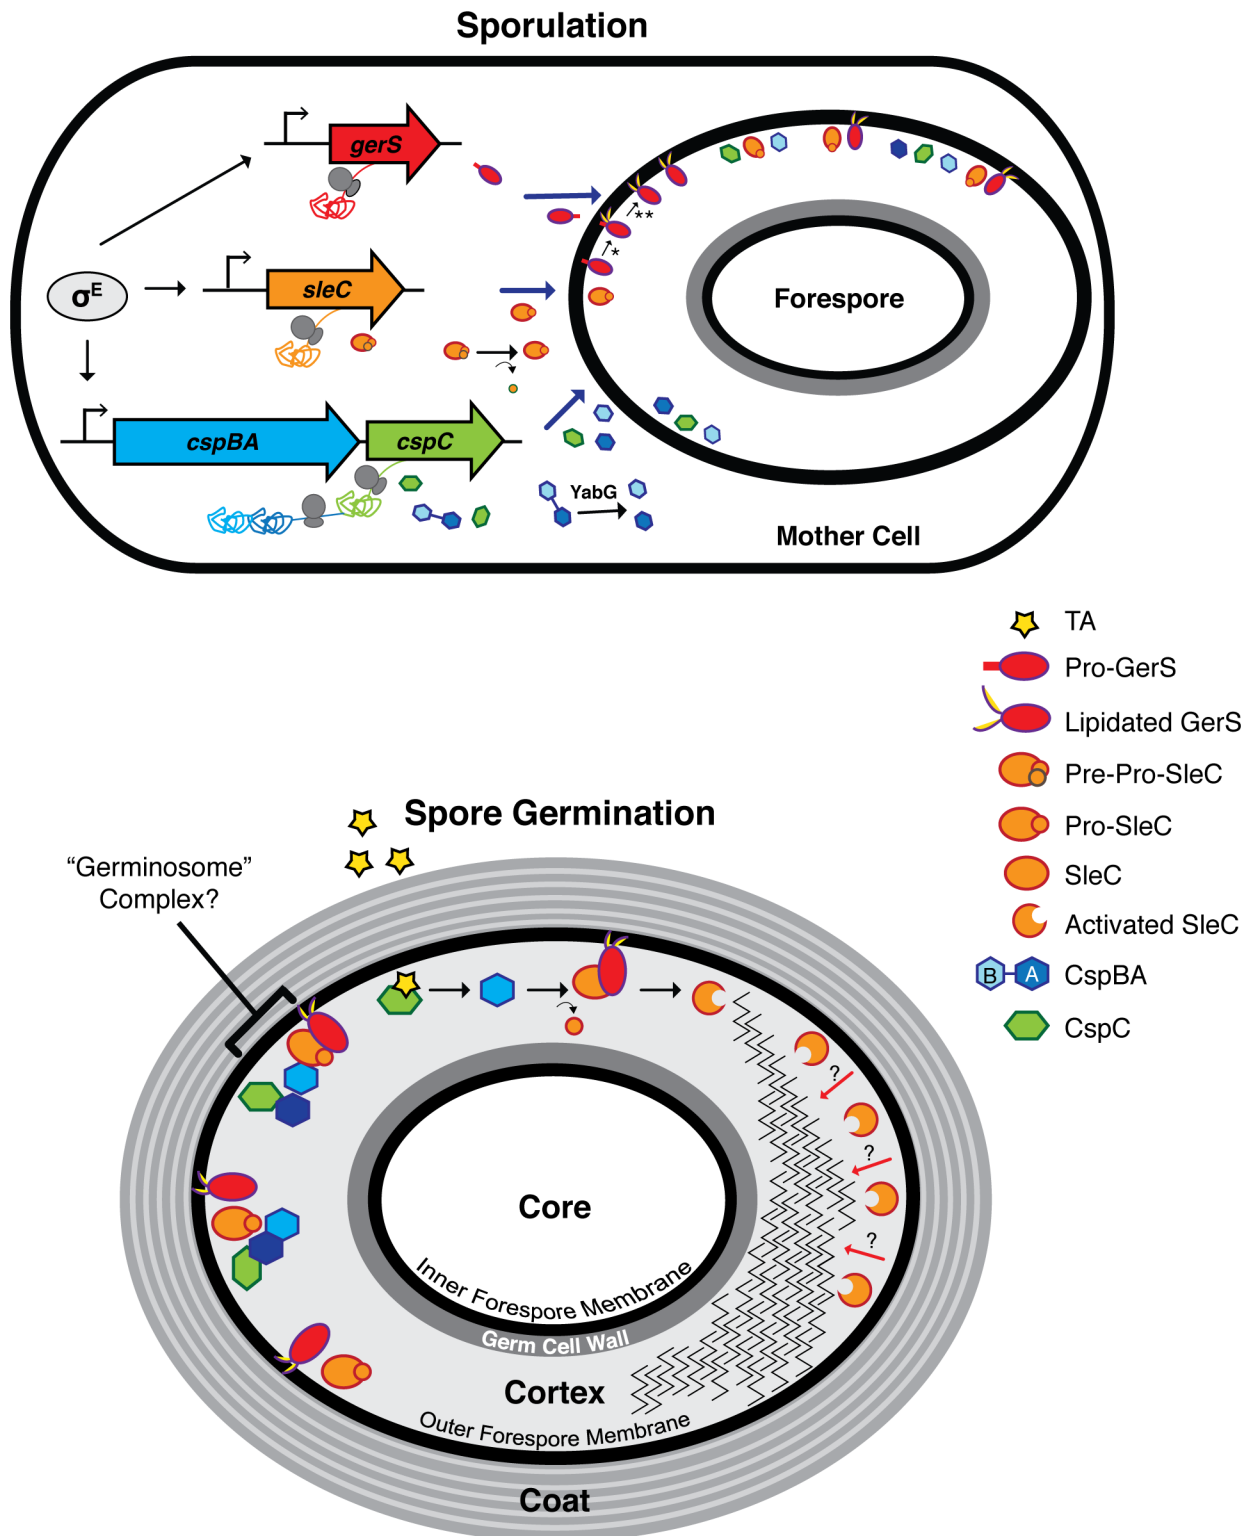 Sporulation
gerS
**
*
σE
sleC
Forespore
cspBA
cspC
YabG
Mother Cell
TA
Pro-GerS
Lipidated GerS
Pre-Pro-SleC
Pro-SleC
SleC
Activated SleC
B
A
CspBA
CspC
Spore Germination
“Germinosome”
Complex?
?
?
?
Core
Inner Forespore Membrane
Germ Cell Wall
Cortex
Outer Forespore Membrane
Coat